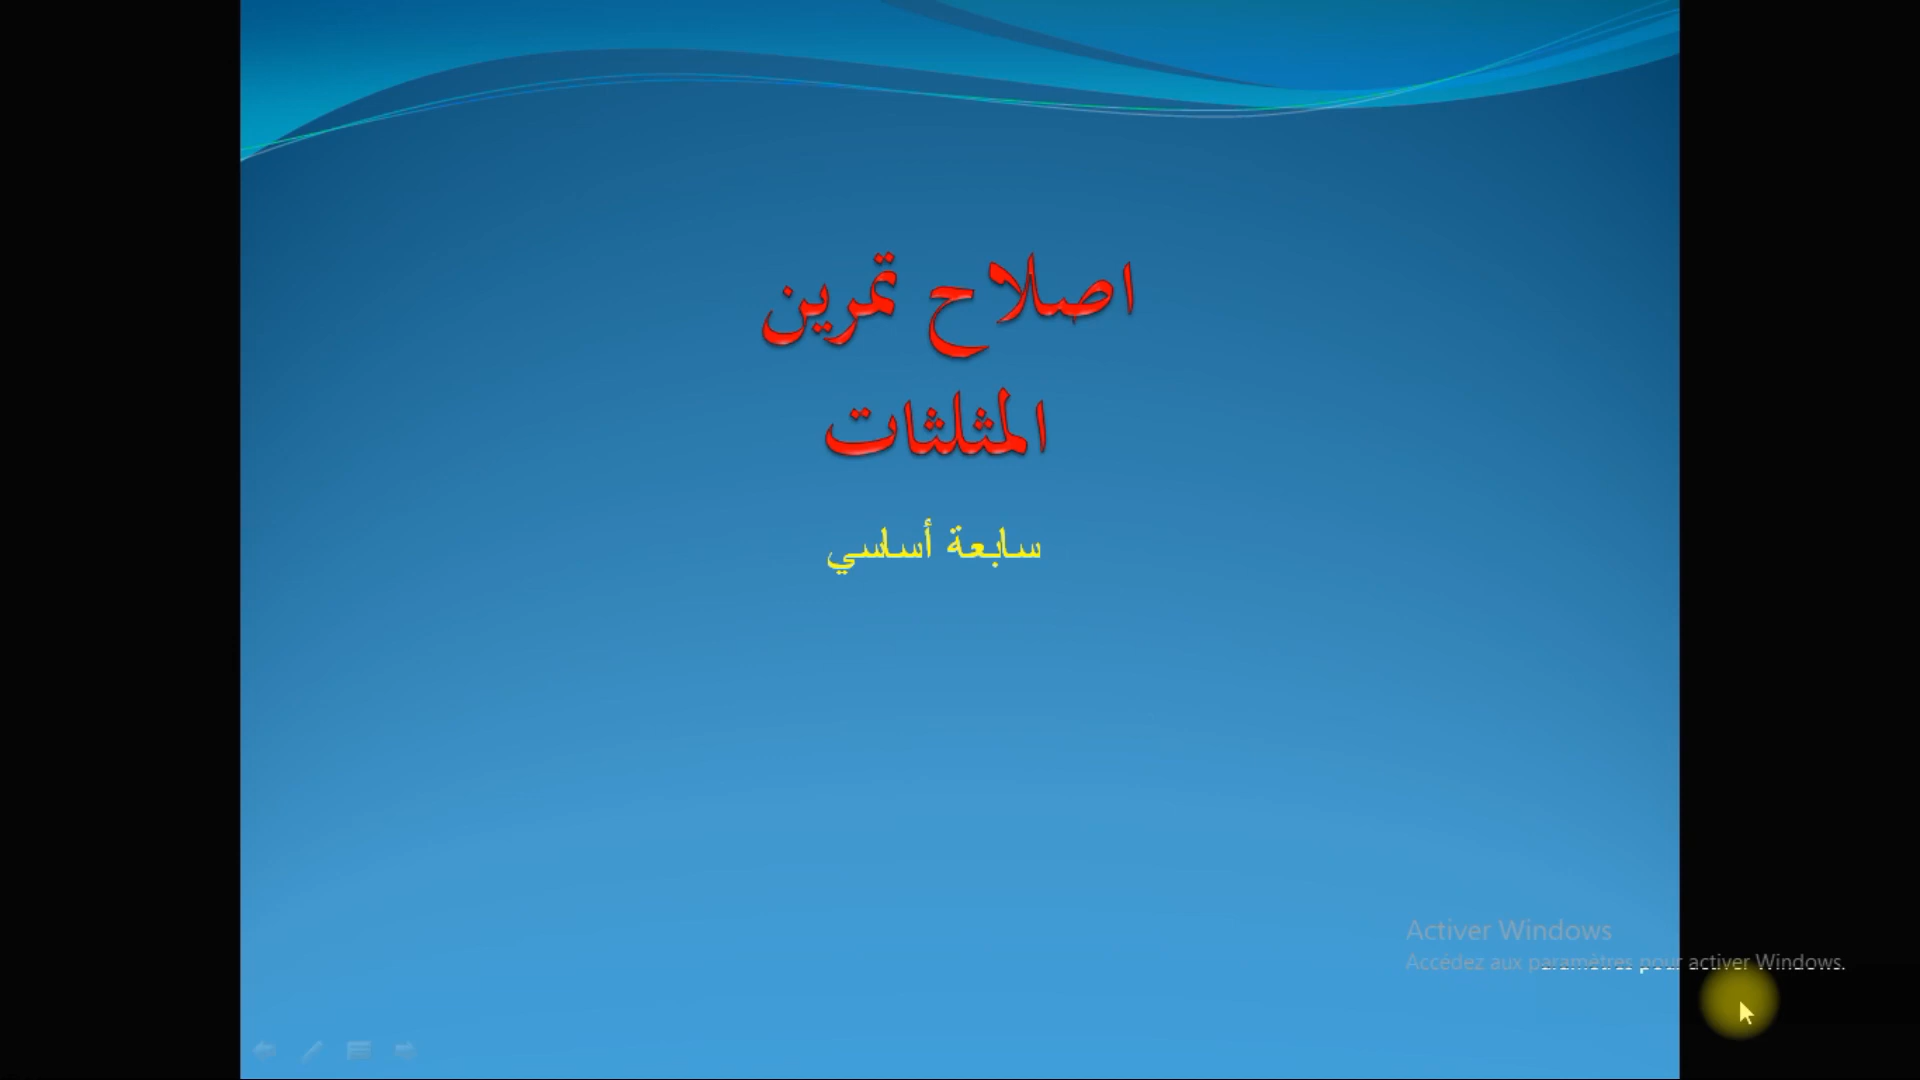 اصلاح تمرين
المثلثات
سابعة أساسي
Activer Windows
Accédez aux paramètres pour activer Windows.